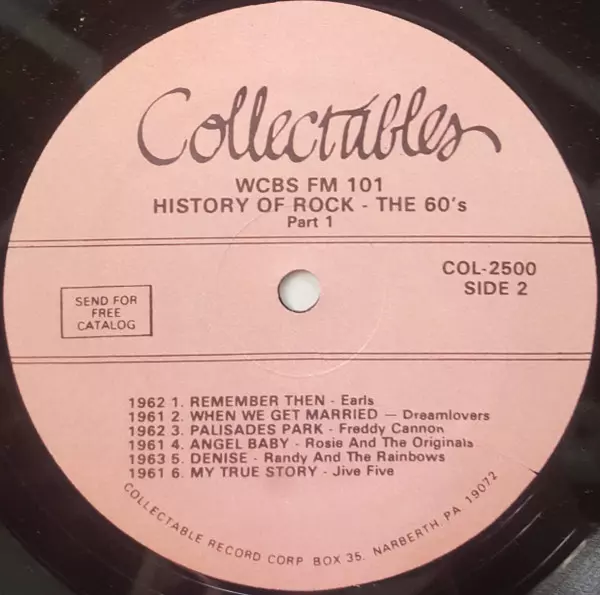 Collectables
WCBS FM 101
HISTORY OF ROCK - THE 60's
Part 1
COL-2500
SIDE 2
SEND FOR
FREE
CATALOG
1962 1. REMEMBER THEN - Earls
1961 2. WHEN WE GET MARRIED — Dreamlovers
1962 3. PALISADES PARK - Freddy Cannon
1961 4. ANGEL BABY - Rosie And The Originals
1963 5. DENISE - Randy And The Rainbows
1961 6. MY TRUE STORY - Jive Five
COLLECTABLE RECORD CORP BOX 35, NARBERTH, PA 19072